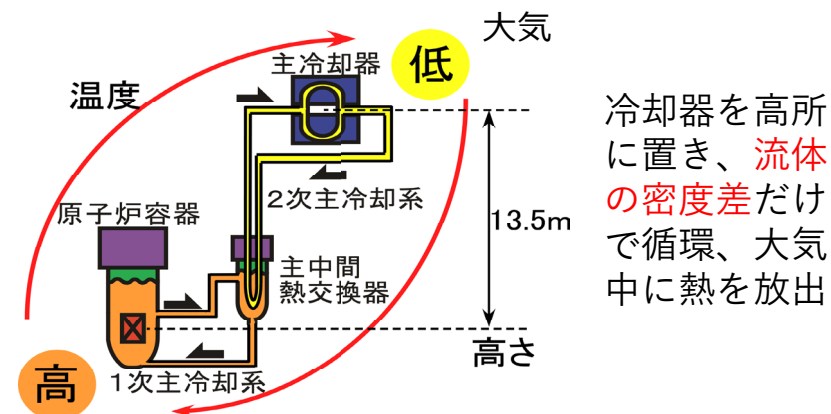 大気
主冷却器
低
温度
2次主冷却系
原子炉容器
13.5m
主中間
熱交換器
高さ
高
1次主冷却系
冷却器を高所
に置き、流体
の密度差だけ
で循環、大気
中に熱を放出